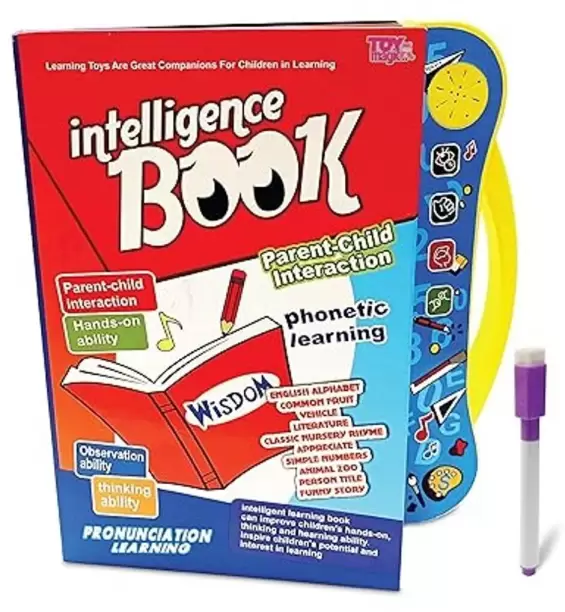 TOY
magic
Learning Toys Are Great Companions For Children in Learning
intelligence
BOOK
Parent-Child
Interaction
Parent-child
interaction
Hands-on
ability
phonetic
learning
WISDOM
ENGLISH ALPHABET
COMMON FRUIT
VEHICLE
LITERATURE
CLASSIC NURSERY RHYME
APPRECIATE
SIMPLE NUMBERS
ANIMAL ZOO
PERSON TITLE
FUNNY STORY
Observation
ability
thinking
ability
PRONUNCIATION
LEARNING
intelligent learning book
can improve children's hands-on,
thinking and hearning ability.
inspire children's potential and
interest in learning